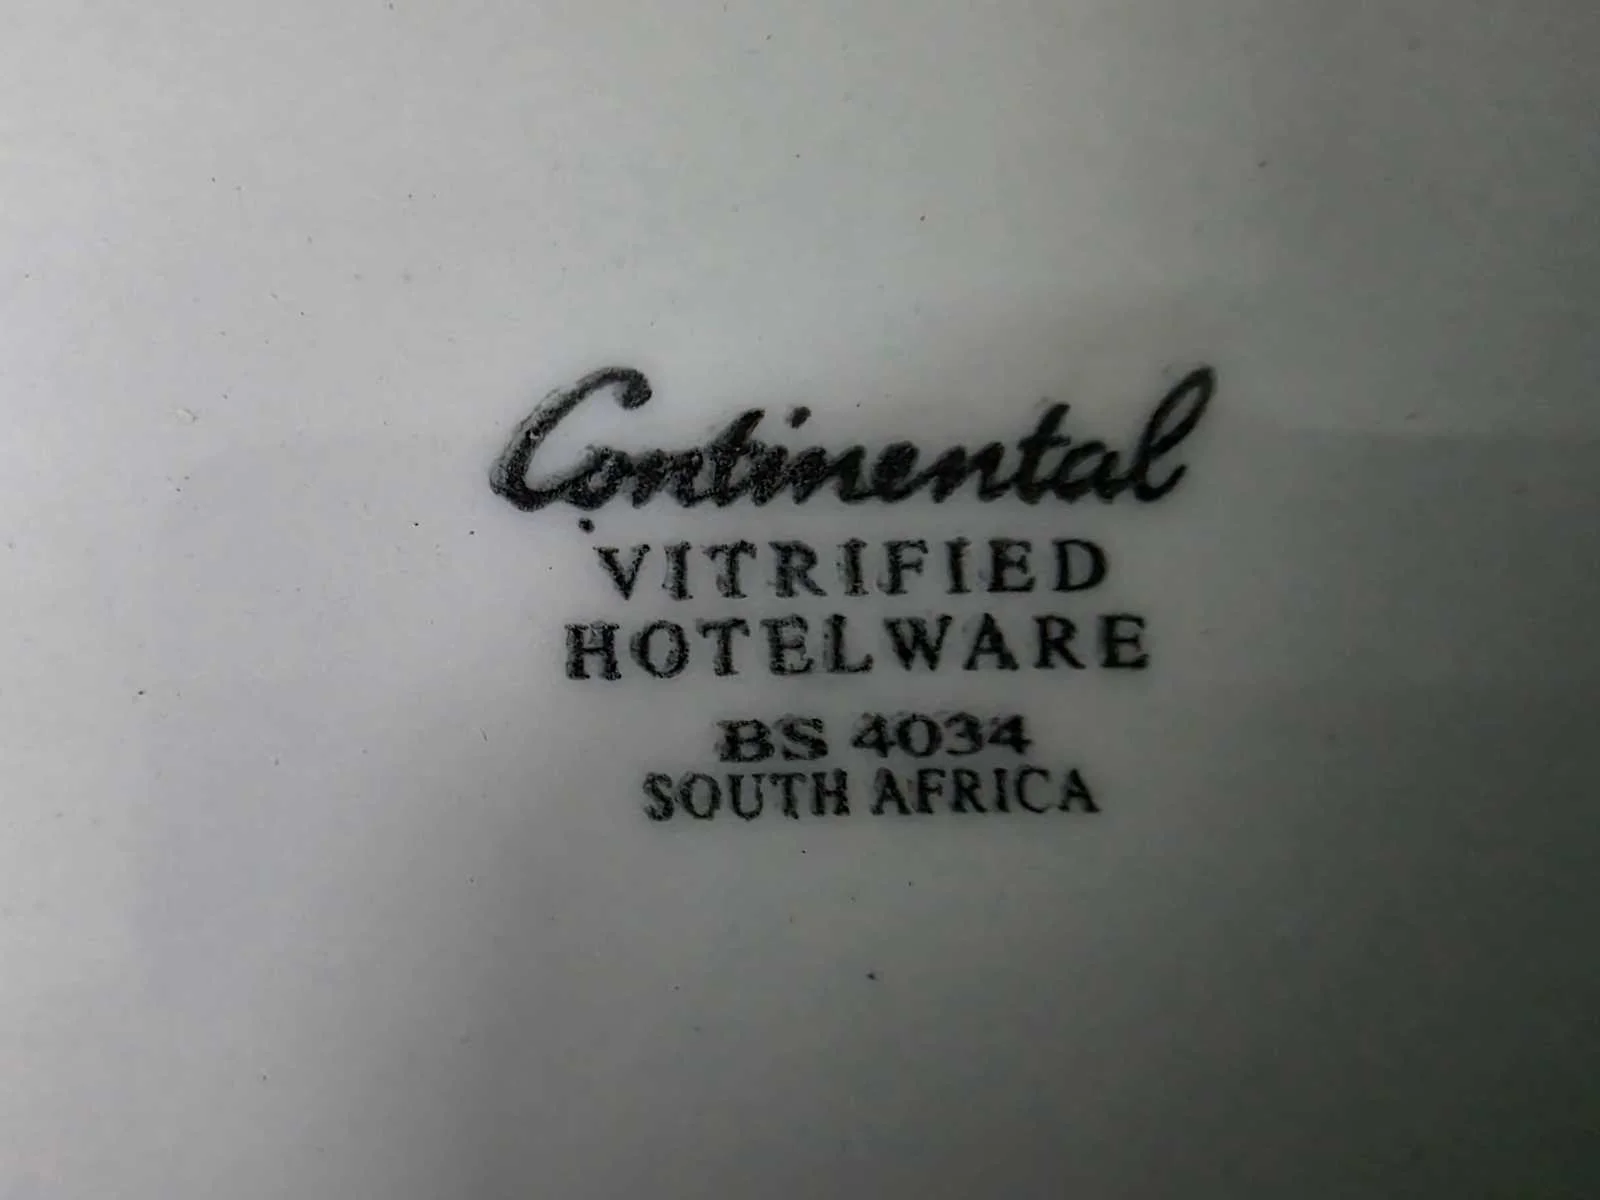 Continental
VITRIFIED
HOTELWARE
BS 4034
SOUTH AFRICA